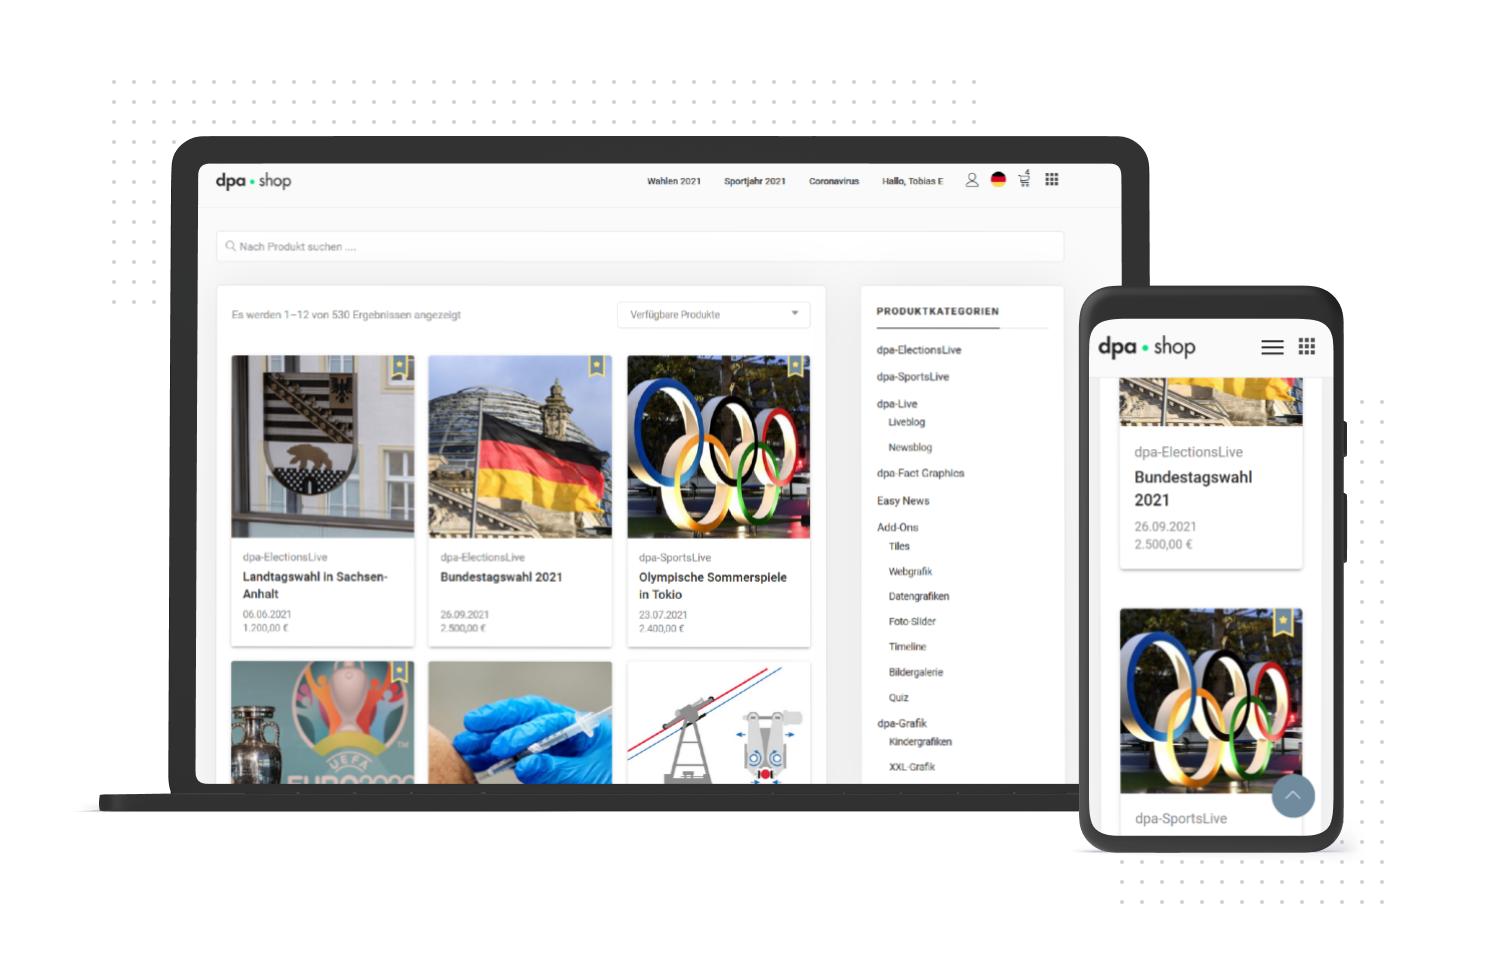 dpa • shop
Wahlen 2021
Sportjahr 2021
Coronavirus
Hallo, Tobias E
4
Nach Produkt suchen ....
Es werden 1–12 von 530 Ergebnissen angezeigt
Verfügbare Produkte
dpa-ElectionsLive
Landtagswahl in Sachsen-
Anhalt
06.06.2021
1.200,00 €
dpa-ElectionsLive
Bundestagswahl 2021
26.09.2021
2.500,00 €
dpa-SportsLive
Olympische Sommerspiele
in Tokio
23.07.2021
2.400,00 €
TM
UEFA
EURO2020
PRODUKTKATEGORIEN
dpa-ElectionsLive
dpa-SportsLive
dpa-Live
Liveblog
Newsblog
dpa-Fact Graphics
Easy News
Add-Ons
Tiles
Webgrafik
Datengrafiken
Foto-Slider
Timeline
Bildergalerie
Quiz
dpa-Grafik
Kindergrafiken
XXL-Grafik
dpa • shop
dpa-ElectionsLive
Bundestagswahl
2021
26.09.2021
2.500,00 €
dpa-SportsLive